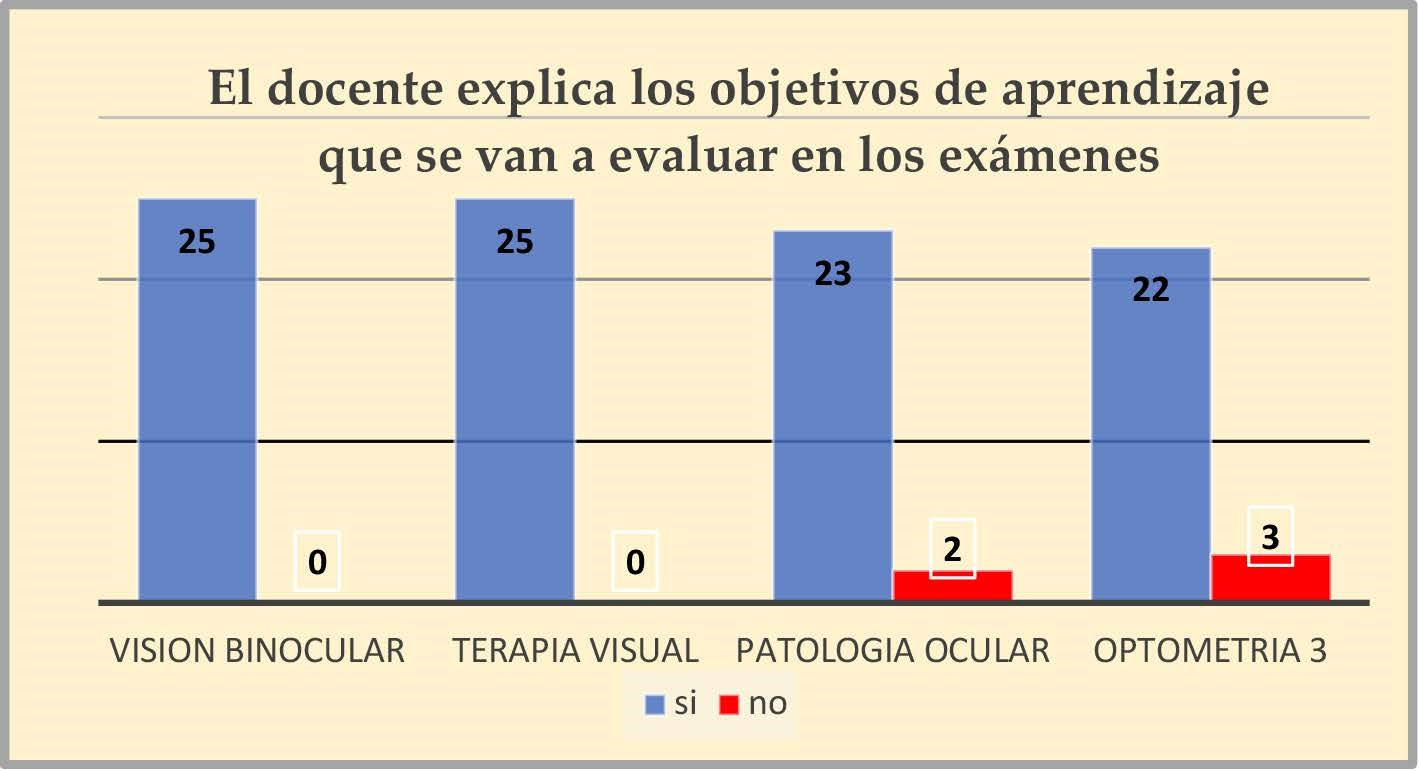 El docente explica los objetivos de aprendizaje
que se van a evaluar en los exámenes
25
25
23
22
0
0
2
3
VISION BINOCULAR
TERAPIA VISUAL
PATOLOGIA OCULAR
OPTOMETRIA 3
si
no